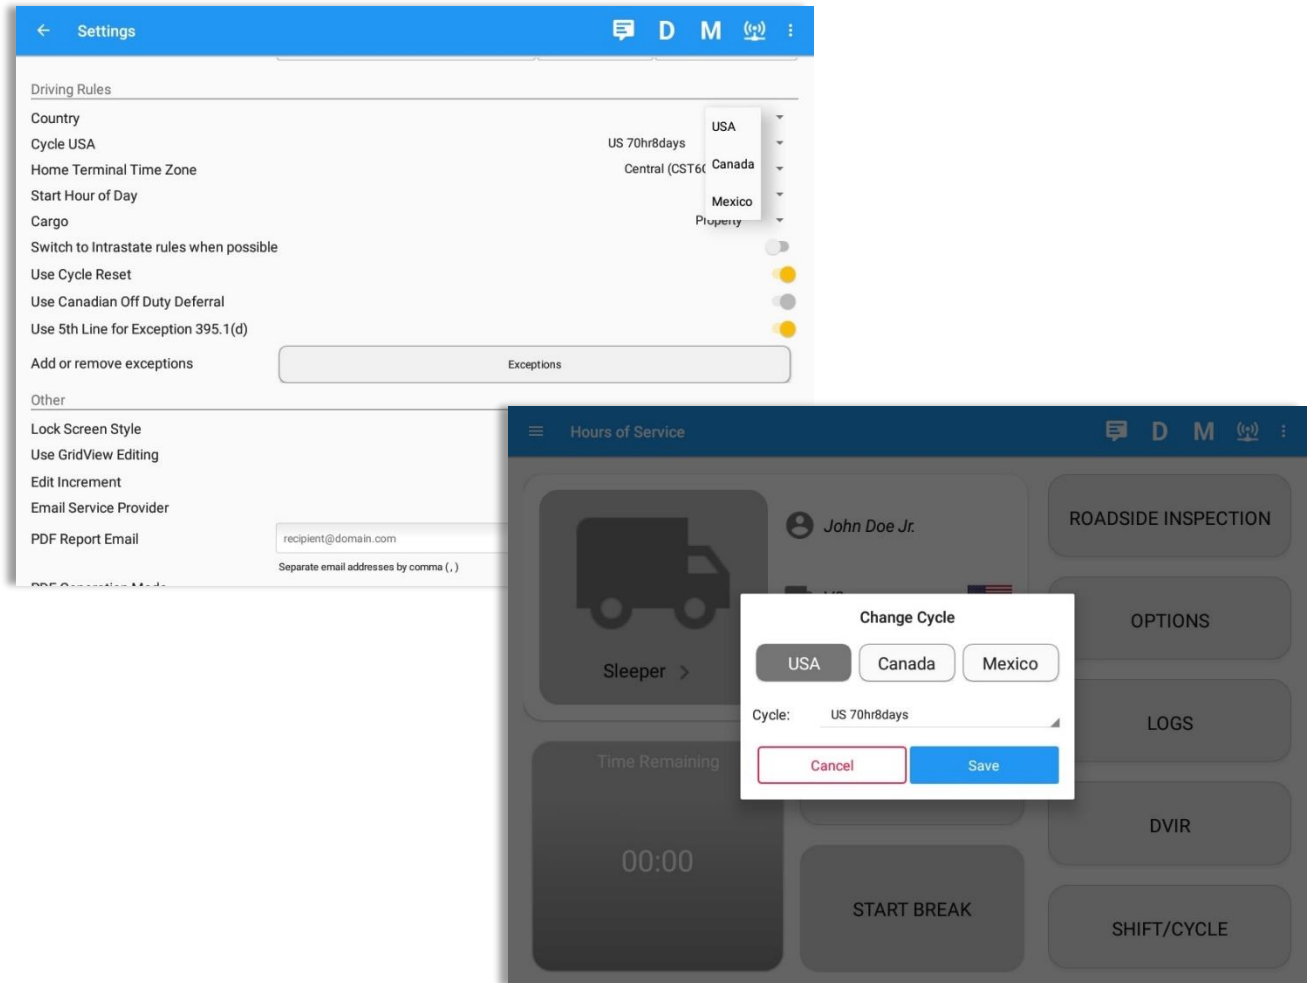 Settings
D M
Driving Rules
Country
USA
Cycle USA
US 70hr8days
Canada
Home Terminal Time Zone
Central (CST6C
Start Hour of Day
Mexico
Cargo
Property
Switch to Intrastate rules when possible
Use Cycle Reset
Use Canadian Off Duty Deferral
Use 5th Line for Exception 395.1(d)
Add or remove exceptions
Exceptions
Other
Lock Screen Style
Use GridView Editing
Edit Increment
Email Service Provider
PDF Report Email
recipient@domain.com
Separate email addresses by comma (,)
Hours of Service
D M
John Doe Jr.
Sleeper >
Time Remaining
00:00
Change Cycle
USA Canada Mexico
Cycle: US 70hr8days
Cancel Save
START BREAK
ROADSIDE INSPECTION
OPTIONS
LOGS
DVIR
SHIFT/CYCLE